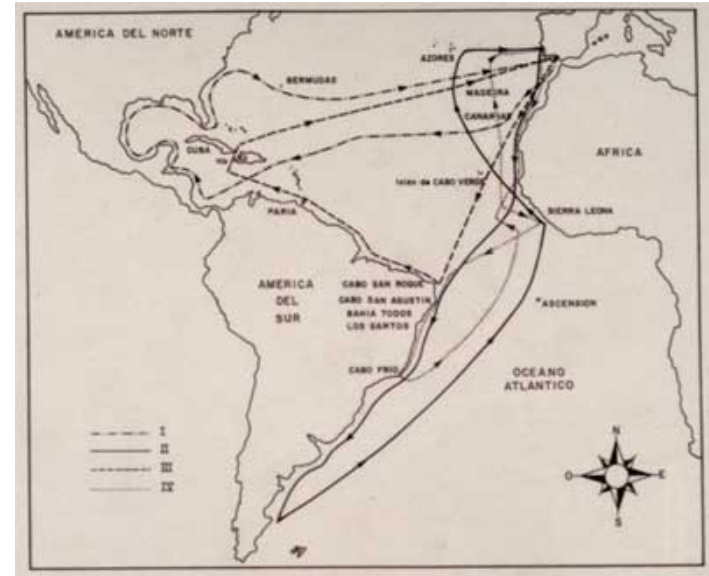 AMERICA DEL NORTE
AZORES
BERMUDAS
MADEIRA
CANARIAS
CUBA
AFRICA
Islas de CABO VERDE
SIERRA LEONA
PARIA
AMERICA
DEL
SUR
CABO SAN ROQUE
CABO SAN AGUSTIN
BAHIA TODOS
LOS SANTOS
ASCENSION
CABO FRIO
OCEANO
ATLANTICO
I
II
III
IV
N
O
E
S